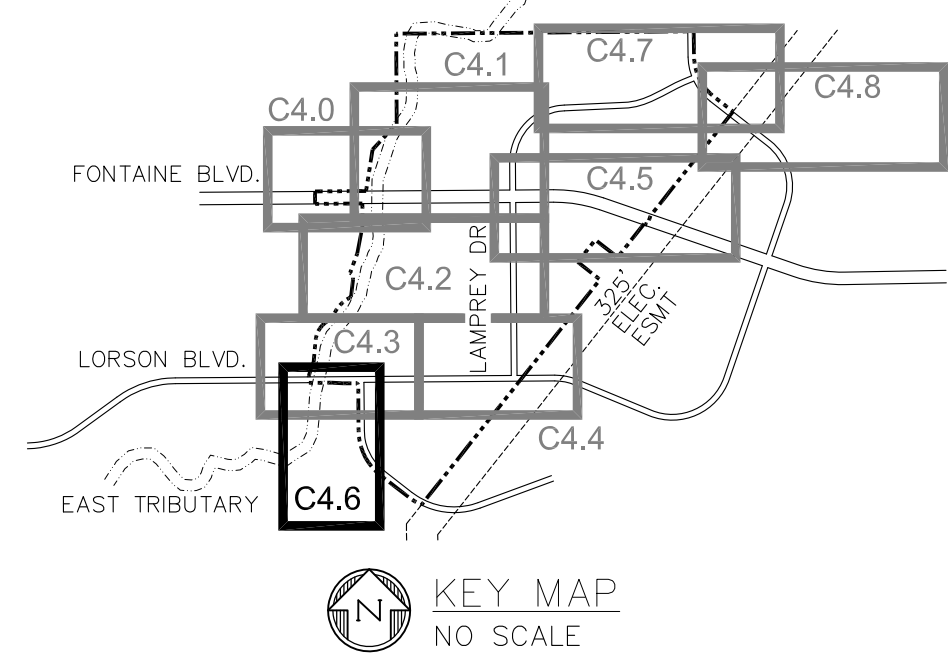 C4.7
C4.1
C4.8
C4.0
FONTAINE BLVD.
C4.5
LAMPREY DR
C4.2
325'
ELEC.
ESMT
LORSON BLVD.
C4.3
C4.4
EAST TRIBUTARY
C4.6
N
KEY MAP
NO SCALE